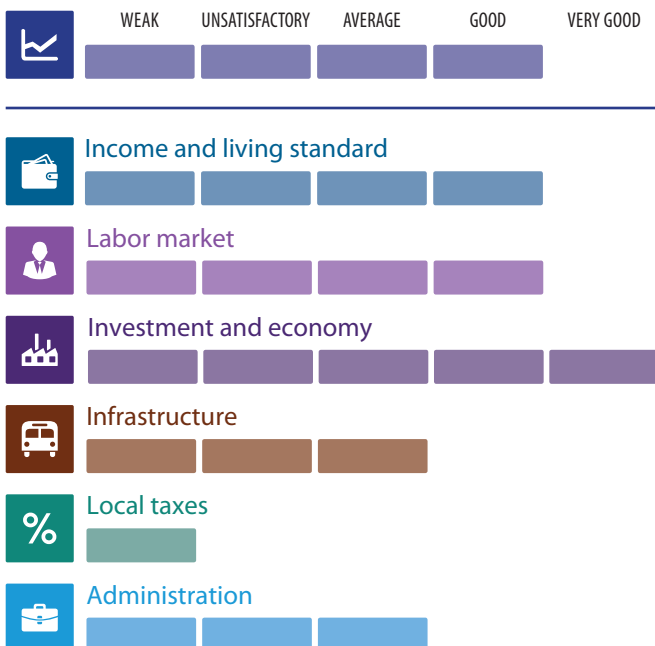 WEAK UNSATISFACTORY AVERAGE GOOD VERY GOOD
Income and living standard
Labor market
Investment and economy
Infrastructure
%
Local taxes
Administration